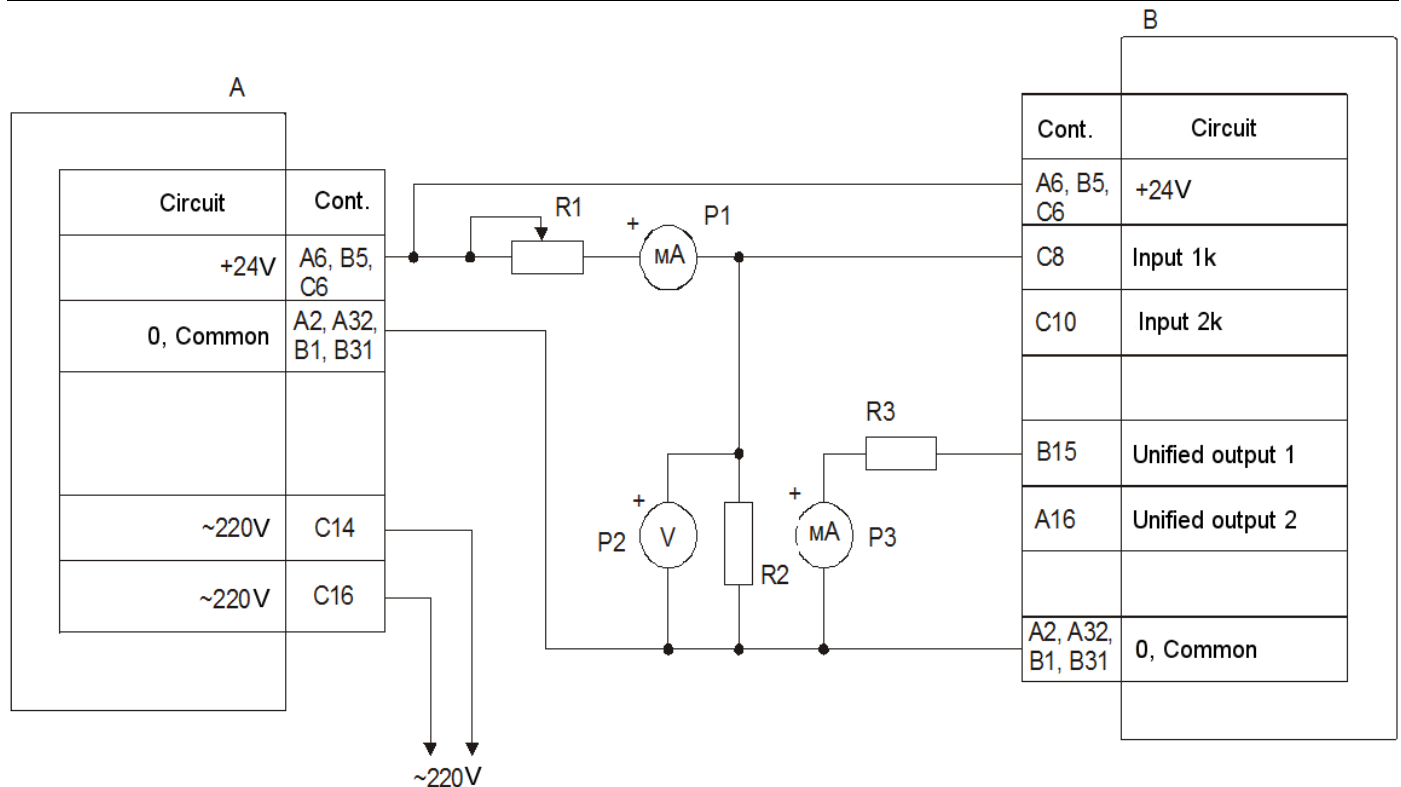 B
A
Cont. Circuit
A6, B5, C6 +24V
C8 Input 1k
C10 Input 2k
B15 Unified output 1
A16 Unified output 2
A2, A32, B1, B31 0, Common
Circuit Cont.
+24V A6, B5, C6
0, Common A2, A32, B1, B31
~220V C14
~220V C16
R1
+ мА P1
R3
P2 + V
R2
+ мА P3
~220V